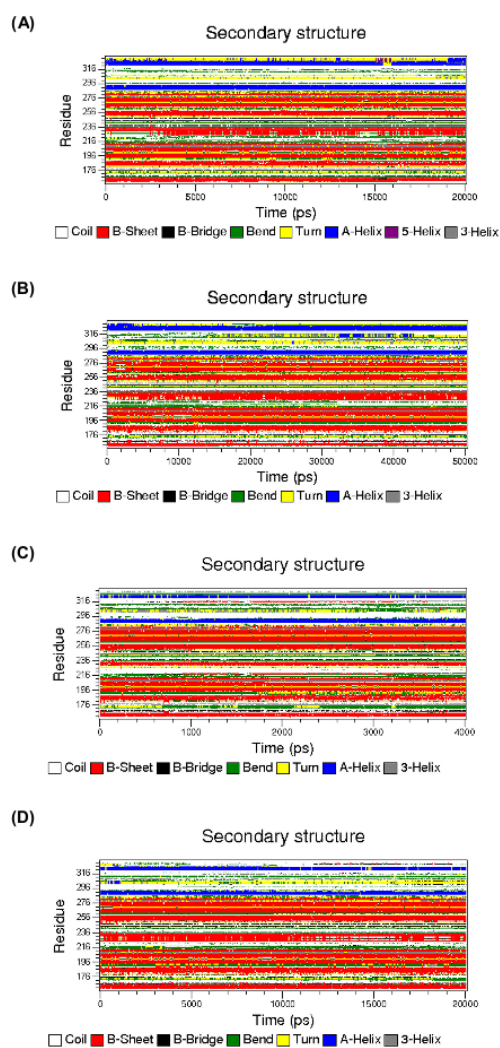 (A)
Secondary structure
Residue
316
296
276
256
236
216
196
176
0 5000 10000 15000 20000
Time (ps)
Coil B-Sheet B-Bridge Bend Turn A-Helix 5-Helix 3-Helix
(B)
Secondary structure
Residue
316
296
276
256
236
216
195
176
0 10000 20000 30000 40000 50000
Time (ps)
Coil B-Sheet B-Bridge Bend Turn A-Helix 3-Helix
(C)
Secondary structure
Residue
316
296
276
256
236
216
196
176
0 1000 2000 3000 4000
Time (ps)
Coil B-Sheet B-Bridge Bend Turn A-Helix 3-Helix
(D)
Secondary structure
Residue
316
296
276
256
236
216
195
176
0 5000 10000 15000 20000
Time (ps)
Coil B-Sheet B-Bridge Bend Turn A-Helix 3-Helix